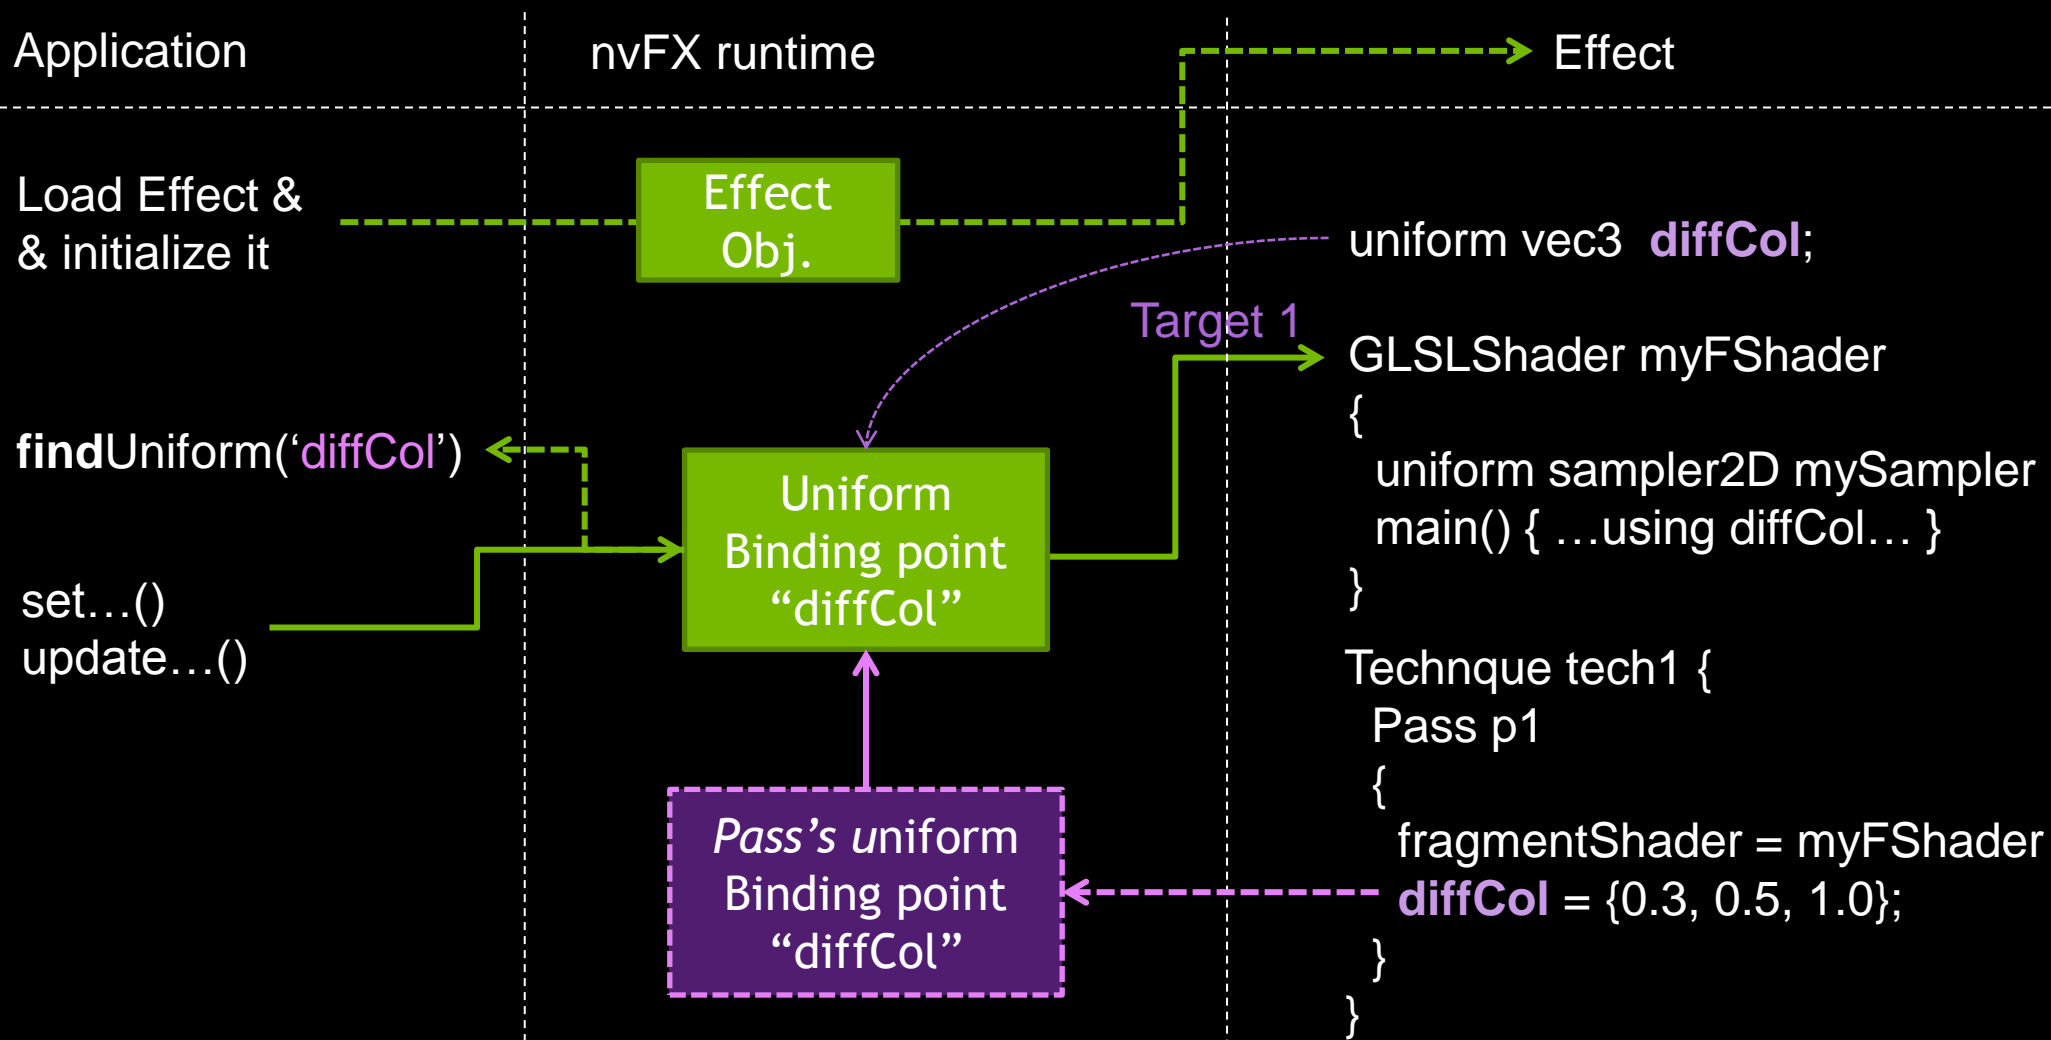 Application
nvFX runtime
Effect
Load Effect &
& initialize it
Effect
Obj.
uniform vec3 diffCol;
Target 1
GLSLShader myFShader
{
uniform sampler2D mySampler
main() { …using diffCol… }
}
findUniform(‘diffCol’)
Uniform
Binding point
“diffCol”
set…()
update…()
Technque tech1 {
Pass p1
{
fragmentShader = myFShader
diffCol = {0.3, 0.5, 1.0};
}
}
Pass’s uniform
Binding point
“diffCol”